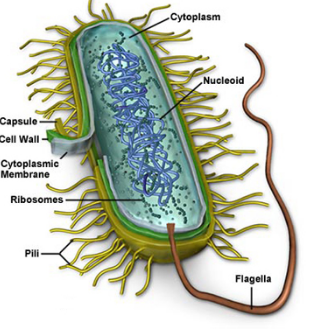 Cytoplasm
Nucleoid
Capsule
Cell Wall
Cytoplasmic
Membrane
Ribosomes
Pili
Flagella